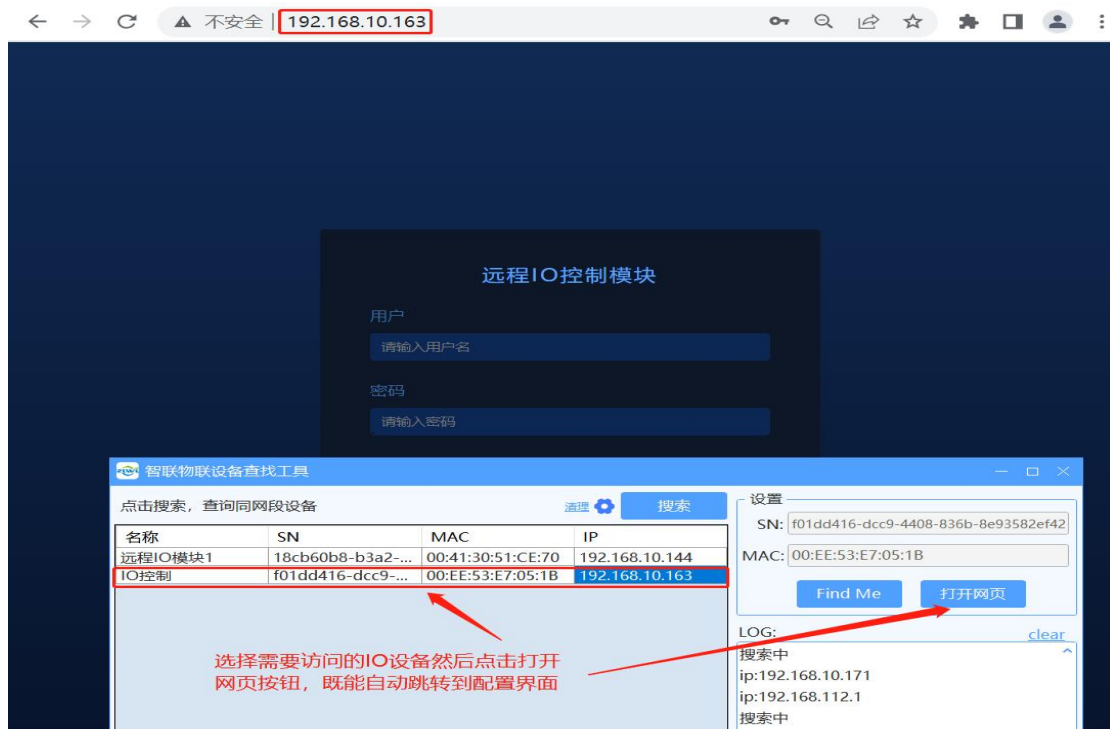 不安全 192.168.10.163
远程IO控制模块
用户
请输入用户名
密码
请输入密码
智联物联设备查找工具
点击搜索，查询同网段设备
清理
搜索
名称 SN MAC IP
远程IO模块1 18cb60b8-b3a2-... 00:41:30:51:CE:70 192.168.10.144
IO控制 f01dd416-dcc9-... 00:EE:53:E7:05:1B 192.168.10.163
选择需要访问的IO设备然后点击打开
网页按钮，既能自动跳转到配置界面
设置
SN: f01dd416-dcc9-4408-836b-8e93582ef42
MAC: 00:EE:53:E7:05:1B
Find Me 打开网页
LOG: clear
搜索中
ip:192.168.10.171
ip:192.168.112.1
搜索中